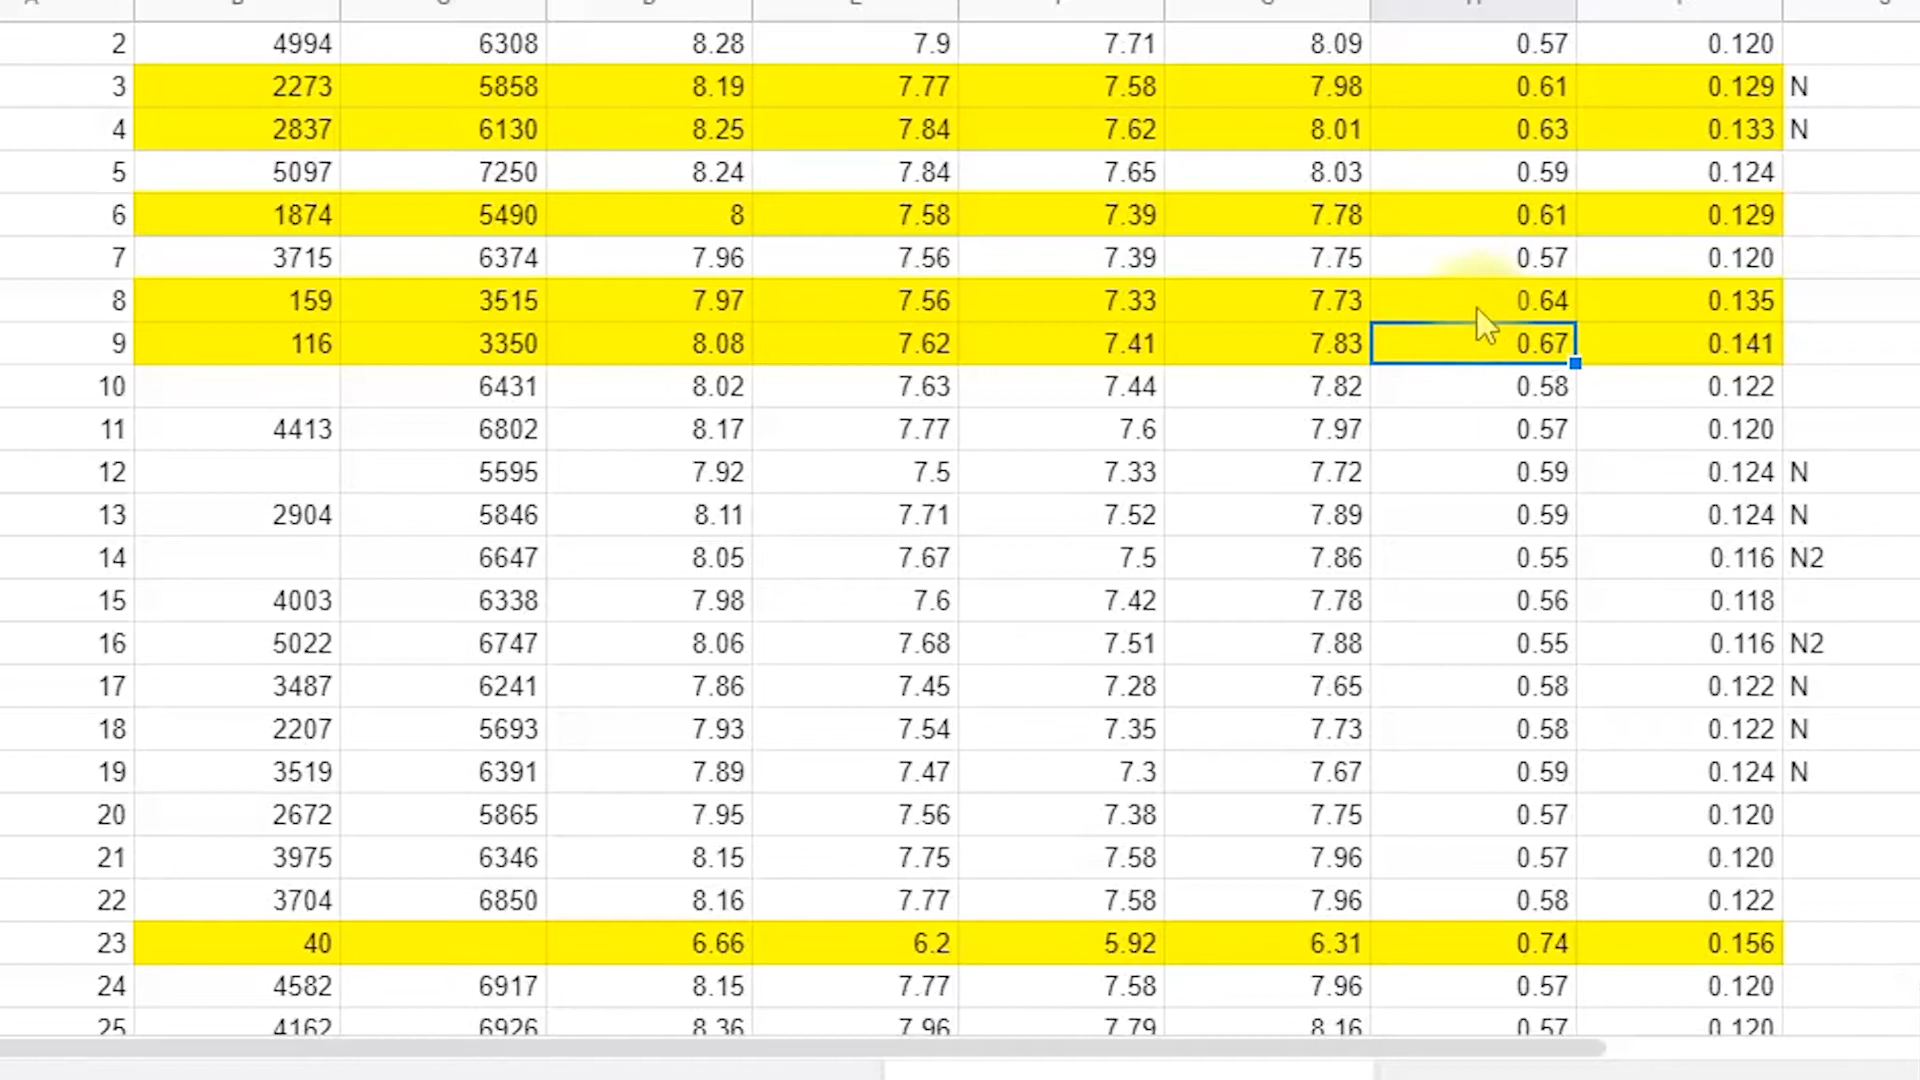 2 4994 6308 8.28 7.9 7.71 8.09 0.57 0.120
3 2273 5858 8.19 7.77 7.58 7.98 0.61 0.129 N
4 2837 6130 8.25 7.84 7.62 8.01 0.63 0.133 N
5 5097 7250 8.24 7.84 7.65 8.03 0.59 0.124
6 1874 5490 8 7.58 7.39 7.78 0.61 0.129
7 3715 6374 7.96 7.56 7.39 7.75 0.57 0.120
8 159 3515 7.97 7.56 7.33 7.73 0.64 0.135
9 116 3350 8.08 7.62 7.41 7.83 0.67 0.141
10 6431 8.02 7.63 7.44 7.82 0.58 0.122
11 4413 6802 8.17 7.77 7.6 7.97 0.57 0.120
12 5595 7.92 7.5 7.33 7.72 0.59 0.124 N
13 2904 5846 8.11 7.71 7.52 7.89 0.59 0.124 N
14 6647 8.05 7.67 7.5 7.86 0.55 0.116 N2
15 4003 6338 7.98 7.6 7.42 7.78 0.56 0.118
16 5022 6747 8.06 7.68 7.51 7.88 0.55 0.116 N2
17 3487 6241 7.86 7.45 7.28 7.65 0.58 0.122 N
18 2207 5693 7.93 7.54 7.35 7.73 0.58 0.122 N
19 3519 6391 7.89 7.47 7.3 7.67 0.59 0.124 N
20 2672 5865 7.95 7.56 7.38 7.75 0.57 0.120
21 3975 6346 8.15 7.75 7.58 7.96 0.57 0.120
22 3704 6850 8.16 7.77 7.58 7.96 0.58 0.122
23 40 6.66 6.2 5.92 6.31 0.74 0.156
24 4582 6917 8.15 7.77 7.58 7.96 0.57 0.120
25 4162 6926 8.36 7.96 7.79 8.16 0.57 0.120